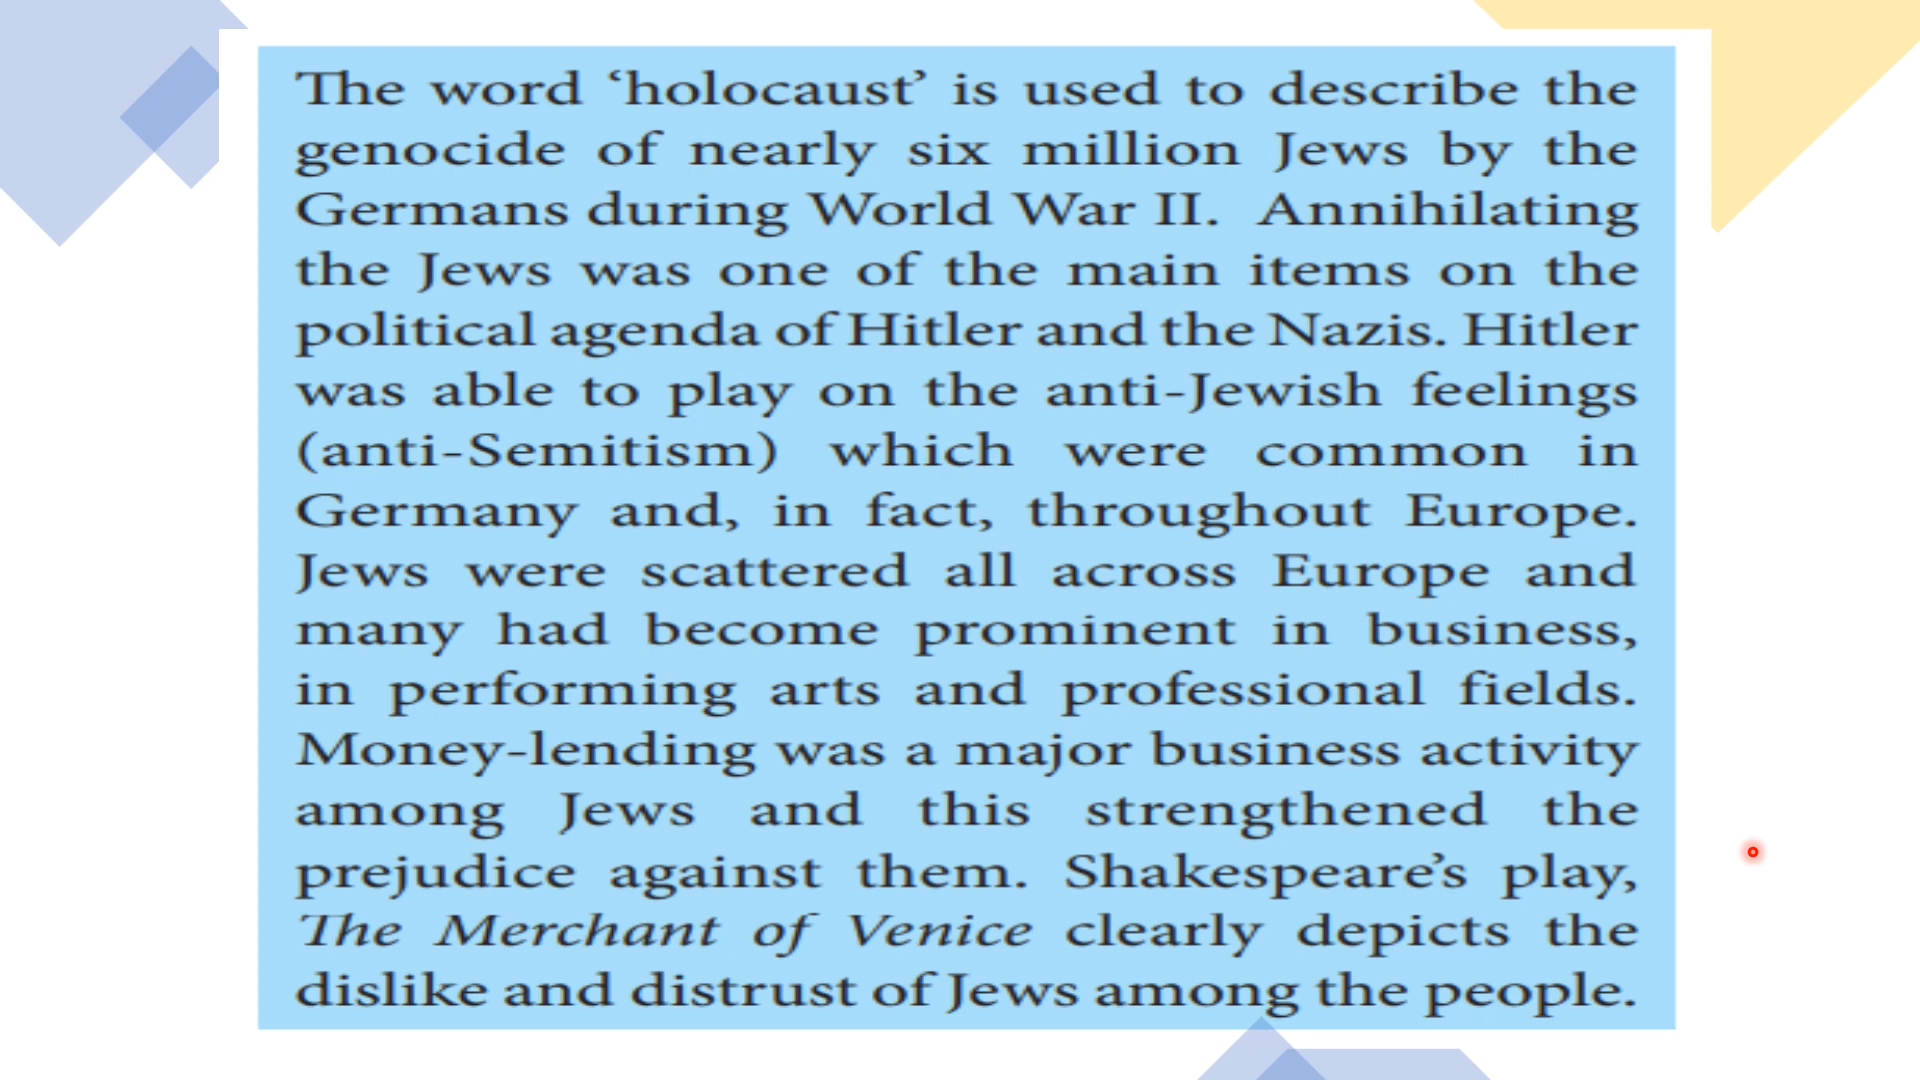 The word ‘holocaust’ is used to describe the
genocide of nearly six million Jews by the
Germans during World War II. Annihilating
the Jews was one of the main items on the
political agenda of Hitler and the Nazis. Hitler
was able to play on the anti-Jewish feelings
(anti-Semitism) which were common in
Germany and, in fact, throughout Europe.
Jews were scattered all across Europe and
many had become prominent in business,
in performing arts and professional fields.
Money-lending was a major business activity
among Jews and this strengthened the
prejudice against them. Shakespeare’s play,
The Merchant of Venice clearly depicts the
dislike and distrust of Jews among the people.